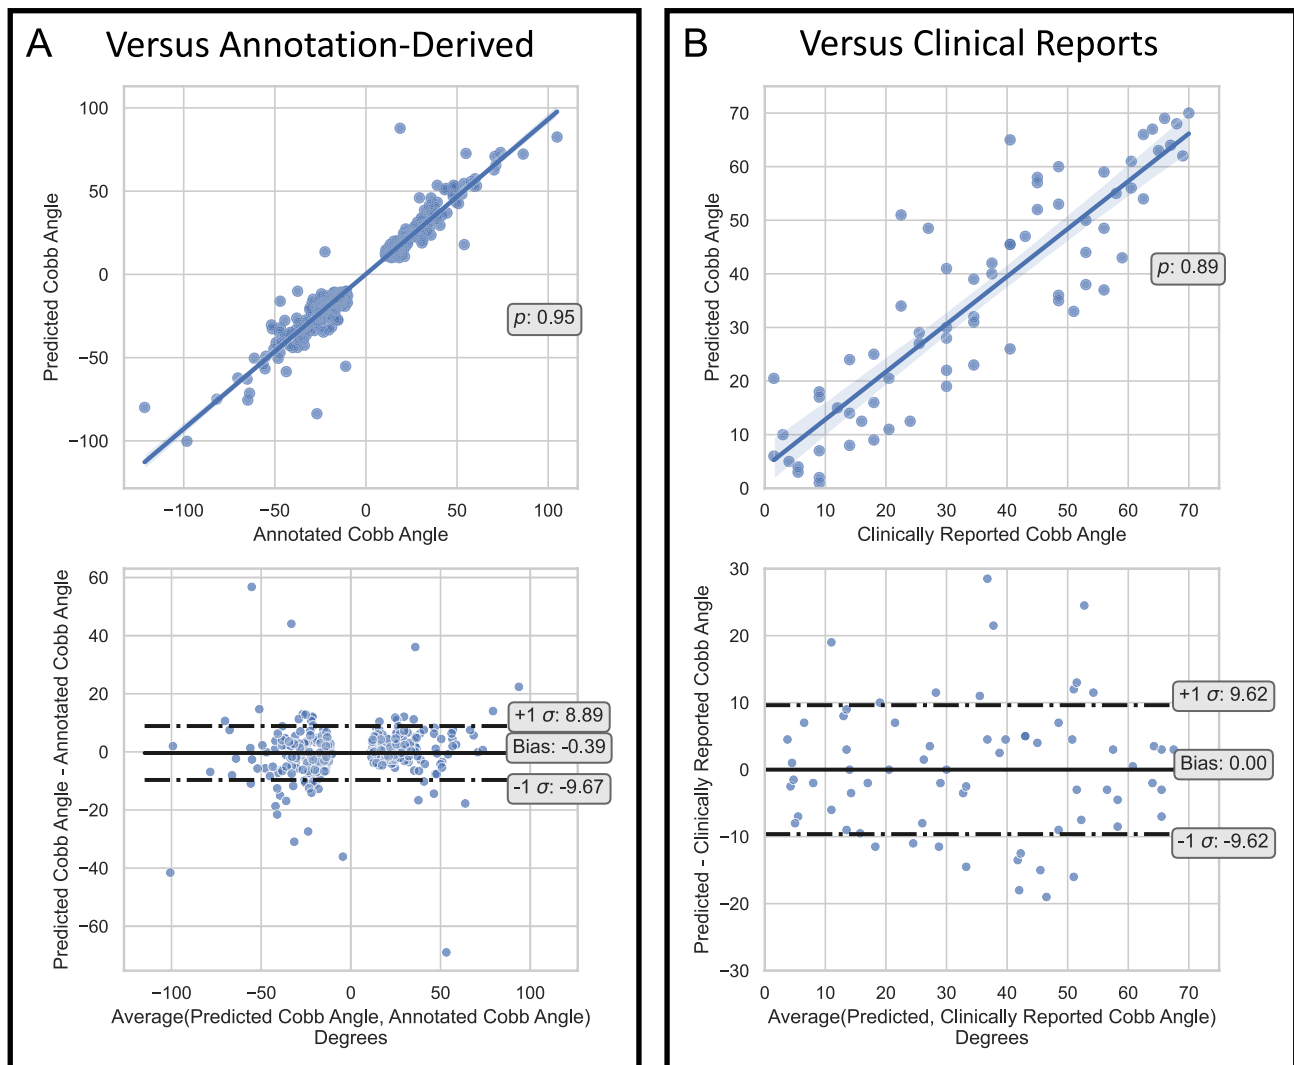 A Versus Annotation-Derived
100
50
0
−50
−100
Predicted Cobb Angle
p: 0.95
−100 −50 0 50 100
Annotated Cobb Angle
60
40
20
0
−20
−40
−60
Predicted Cobb Angle - Annotated Cobb Angle
+1 σ: 8.89
Bias: -0.39
-1 σ: -9.67
−100 −50 0 50 100
Average(Predicted Cobb Angle, Annotated Cobb Angle)
Degrees
B Versus Clinical Reports
70
60
50
40
30
20
10
0
Predicted Cobb Angle
p: 0.89
0 10 20 30 40 50 60 70
Clinically Reported Cobb Angle
30
20
10
0
−10
−20
−30
Predicted - Clinically Reported Cobb Angle
+1 σ: 9.62
Bias: 0.00
-1 σ: -9.62
0 10 20 30 40 50 60 70
Average(Predicted, Clinically Reported Cobb Angle)
Degrees